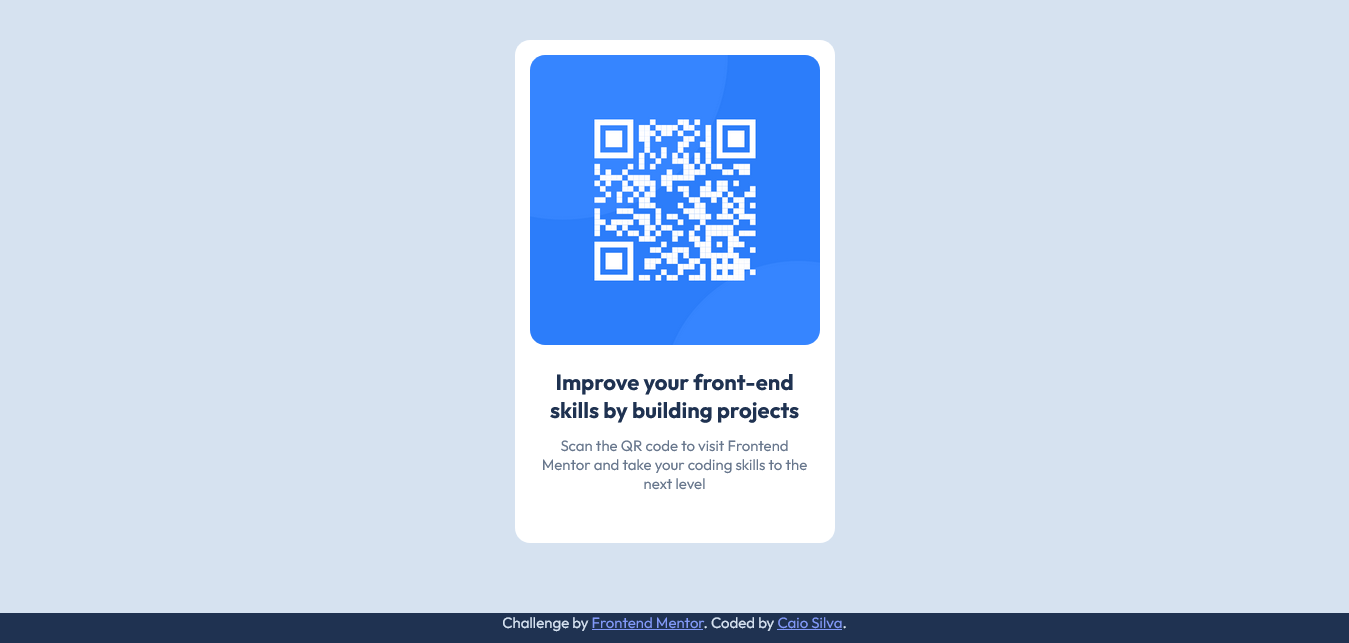 Improve your front-end
skills by building projects
Scan the QR code to visit Frontend
Mentor and take your coding skills to the
next level
Challenge by Frontend Mentor. Coded by Caio Silva.